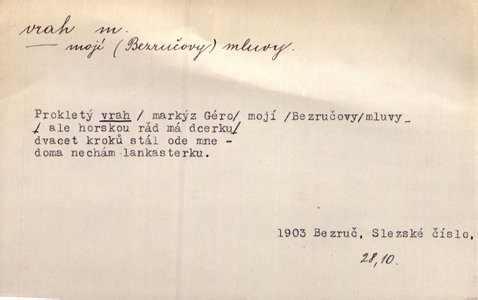 vrah m.
— mojí (Bezručovy) mluvy.
Prokletý vrah / markýz Géro/ mojí /Bezručovy/mluvy
/ ale horskou rád má dcerku/
dvacet kroků stál ode mne -
doma nechám lankasterku.
1903 Bezruč, Slezské číslo,
28,10.